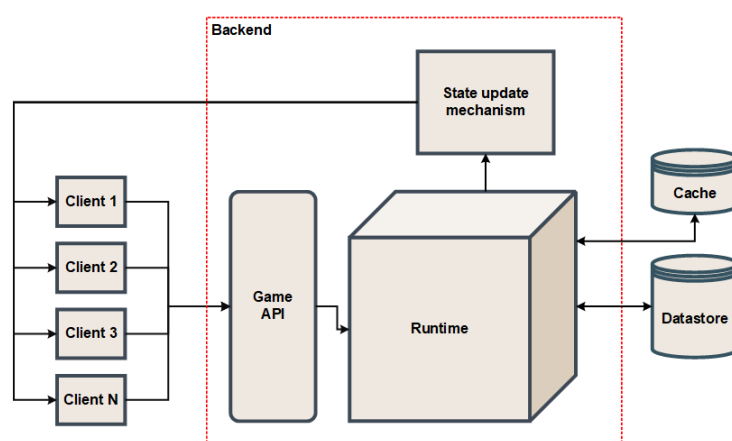 Backend
State update
mechanism
Client 1
Client 2
Client 3
Client N
Game
API
Runtime
Cache
Datastore